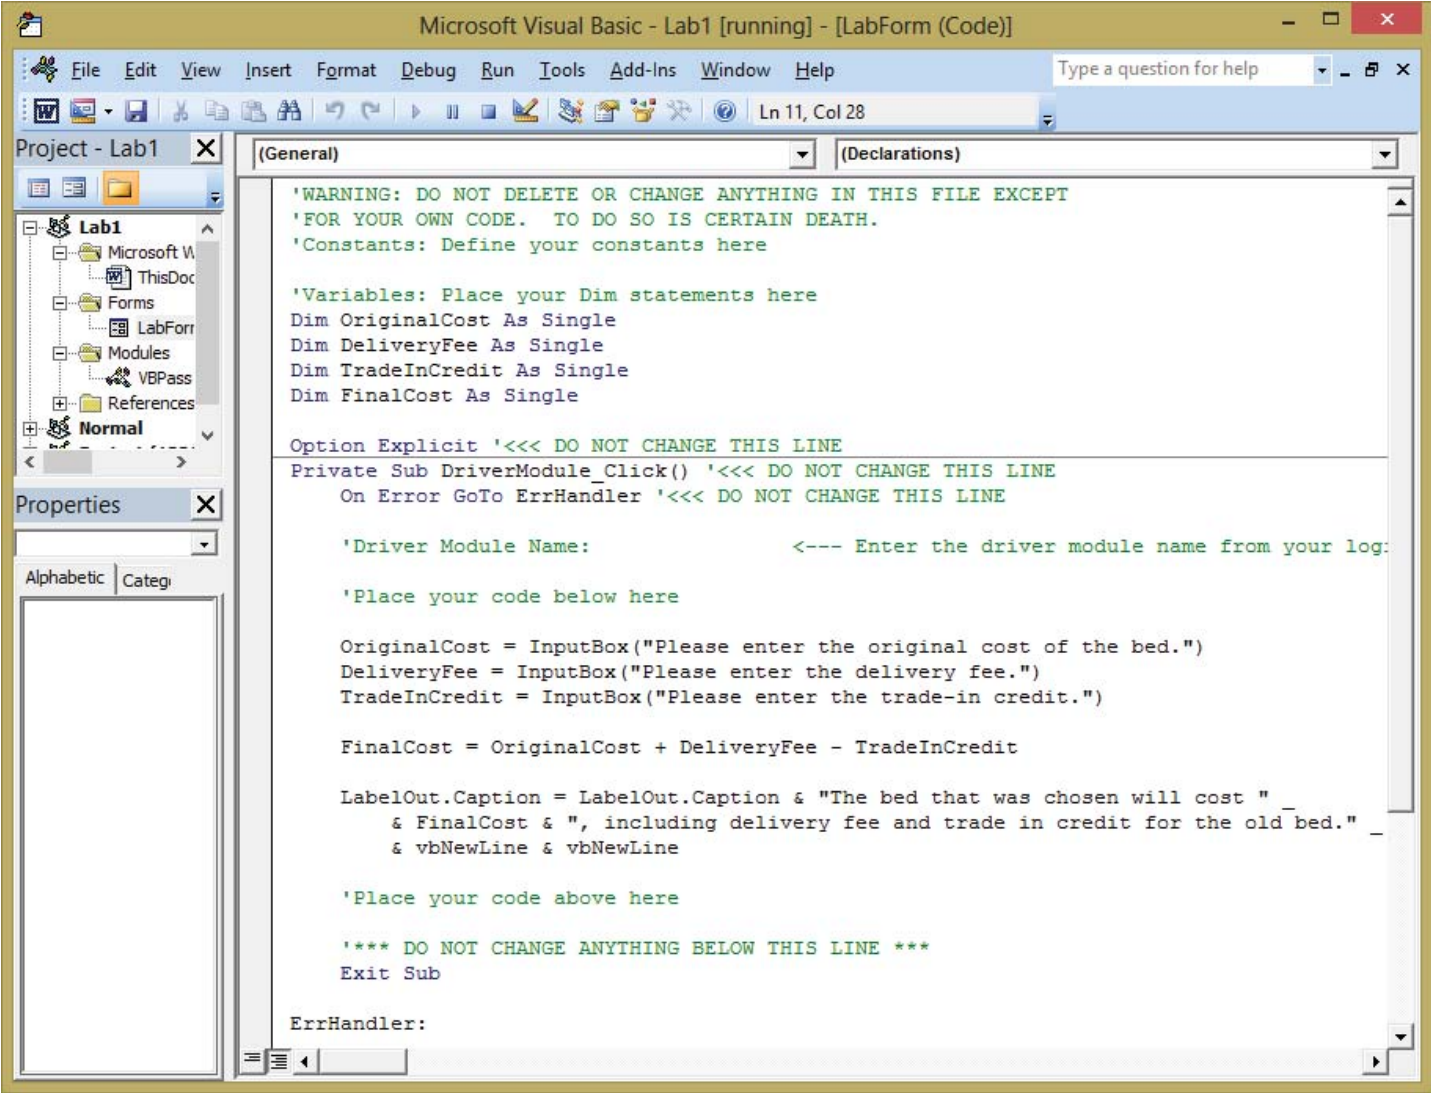 Microsoft Visual Basic - Lab1 [running] - [LabForm (Code)]
File Edit View Insert Format Debug Run Tools Add-Ins Window Help
Type a question for help
Ln 11, Col 28
Project - Lab1
(General)
(Declarations)
Lab1
Microsoft W
ThisDoc
Forms
LabForr
Modules
VBPass
References
Normal
Properties
Alphabetic
Categ
'WARNING: DO NOT DELETE OR CHANGE ANYTHING IN THIS FILE EXCEPT
'FOR YOUR OWN CODE.  TO DO SO IS CERTAIN DEATH.
'Constants: Define your constants here
'Variables: Place your Dim statements here
Dim OriginalCost As Single
Dim DeliveryFee As Single
Dim TradeInCredit As Single
Dim FinalCost As Single
Option Explicit '<<< DO NOT CHANGE THIS LINE
Private Sub DriverModule_Click() '<<< DO NOT CHANGE THIS LINE
On Error GoTo ErrHandler '<<< DO NOT CHANGE THIS LINE
'Driver Module Name: <--- Enter the driver module name from your log
'Place your code below here
OriginalCost = InputBox("Please enter the original cost of the bed.")
DeliveryFee = InputBox("Please enter the delivery fee.")
TradeInCredit = InputBox("Please enter the trade-in credit.")
FinalCost = OriginalCost + DeliveryFee - TradeInCredit
LabelOut.Caption = LabelOut.Caption & "The bed that was chosen will cost " _
& FinalCost & ", including delivery fee and trade in credit for the old bed." _
& vbNewLine & vbNewLine
'Place your code above here
'*** DO NOT CHANGE ANYTHING BELOW THIS LINE ***
Exit Sub
ErrHandler: